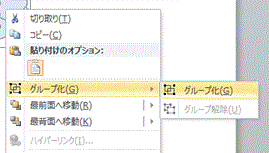 切り取り(T)
コピー(C)
貼り付けのオプション:
グループ化(G)
グループ化(G)
最前面へ移動(R)
グループ解除(U)
最背面へ移動(K)
ハイパーリンク(I)...